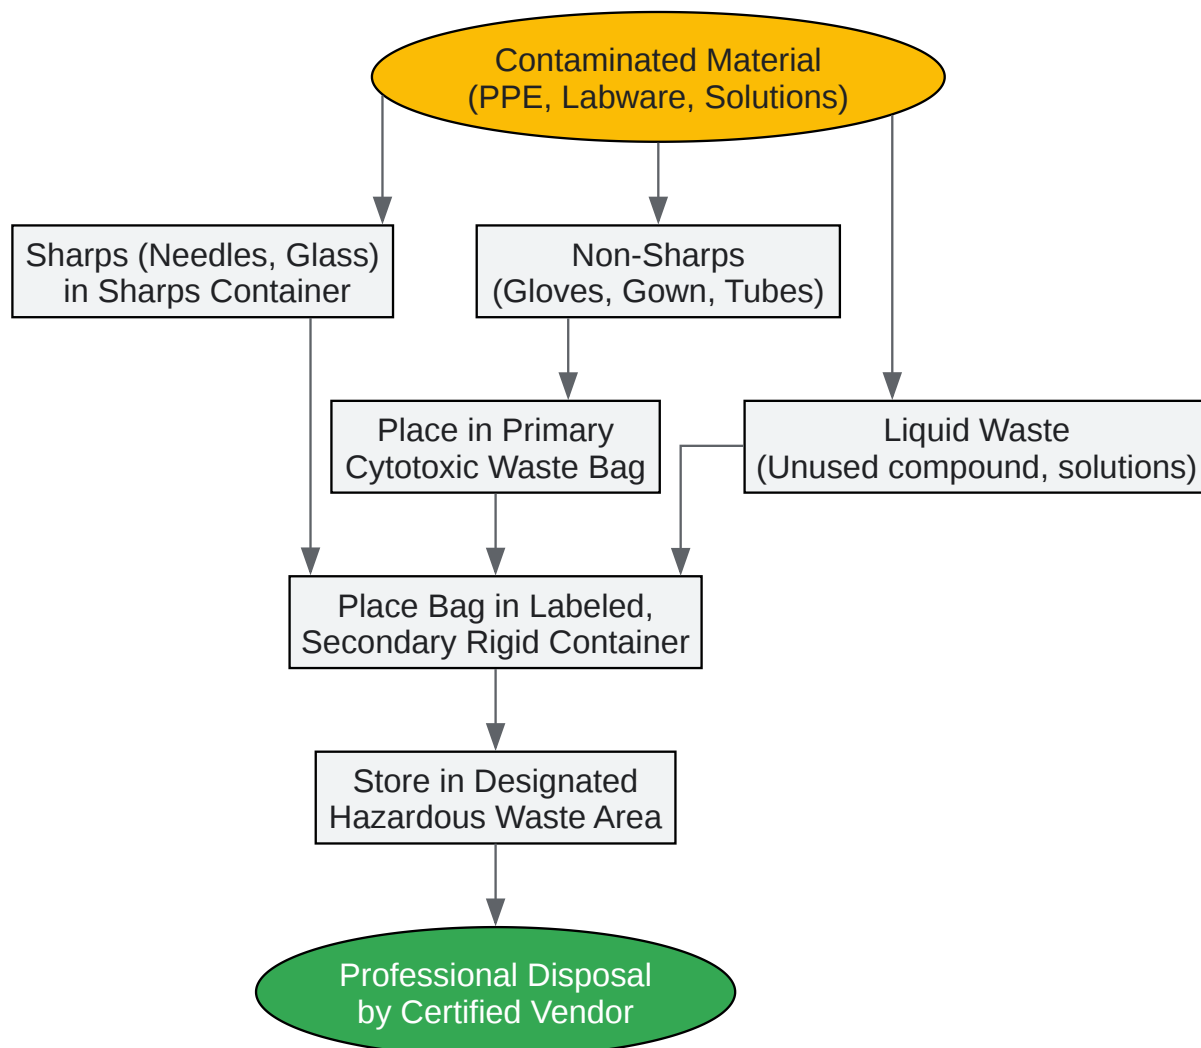 Contaminated Material
(PPE, Labware, Solutions)
Sharps (Needles, Glass)
in Sharps Container
Non-Sharps
(Gloves, Gown, Tubes)
Place in Primary
Cytotoxic Waste Bag
Liquid Waste
(Unused compound, solutions)
Place Bag in Labeled,
Secondary Rigid Container
Store in Designated
Hazardous Waste Area
Professional Disposal
by Certified Vendor